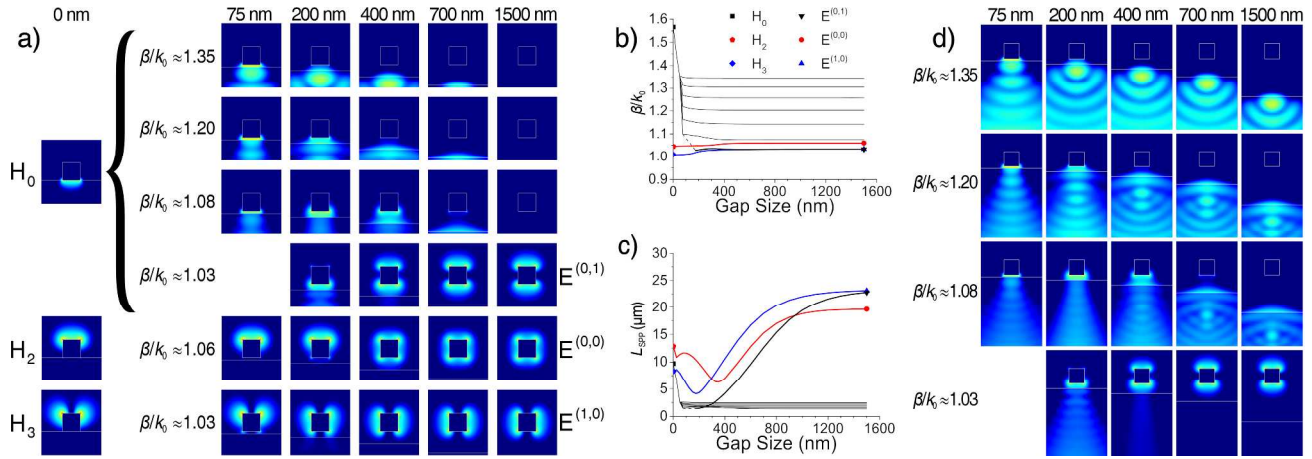 a)
0 nm
75 nm 200 nm 400 nm 700 nm 1500 nm
β/k₀ ≈1.35
β/k₀ ≈1.20
H₀
β/k₀ ≈1.08
β/k₀ ≈1.03 E⁽⁰,¹⁾
H₂ β/k₀ ≈1.06 E⁽⁰,⁰⁾
H₃ β/k₀ ≈1.03 E⁽¹,⁰⁾
b)
β/k₀
1.6
1.5
1.4
1.3
1.2
1.1
1.0
0.9
H₀ E⁽⁰,¹⁾
H₂ E⁽⁰,⁰⁾
H₃ E⁽¹,⁰⁾
0 400 800 1200 1600
Gap Size (nm)
c)
L_SPP (μm)
30
25
20
15
10
5
0
0 400 800 1200 1600
Gap Size (nm)
d)
75 nm 200 nm 400 nm 700 nm 1500 nm
β/k₀ ≈1.35
β/k₀ ≈1.20
β/k₀ ≈1.08
β/k₀ ≈1.03